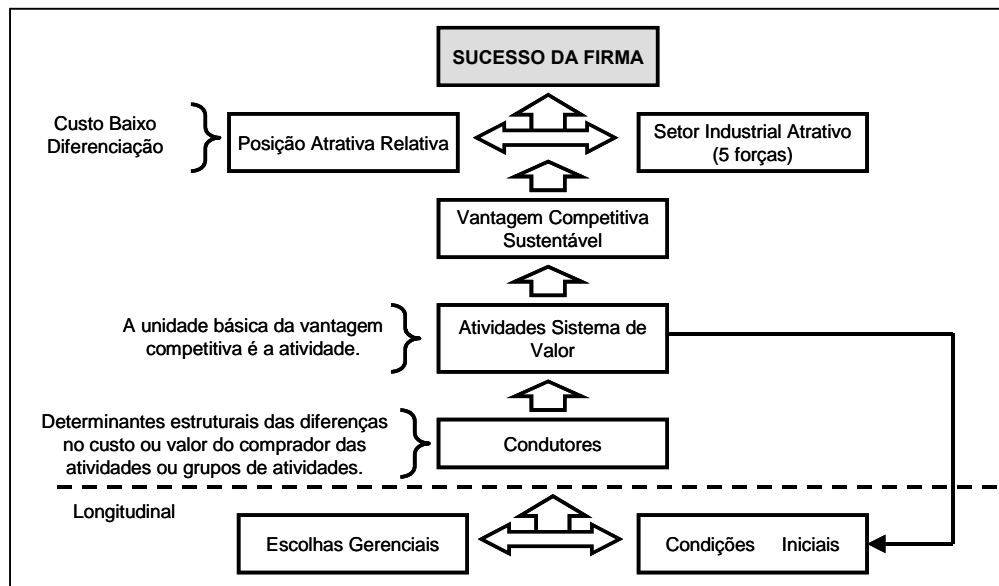 SUCESSO DA FIRMA
Custo Baixo
Diferenciação
Posição Atrativa Relativa
Setor Industrial Atrativo
(5 forças)
Vantagem Competitiva
Sustentável
A unidade básica da vantagem
competitiva é a atividade.
Atividades Sistema de
Valor
Determinantes estruturais das diferenças
no custo ou valor do comprador das
atividades ou grupos de atividades.
Condutores
Longitudinal
Escolhas Gerenciais
Condições Iniciais